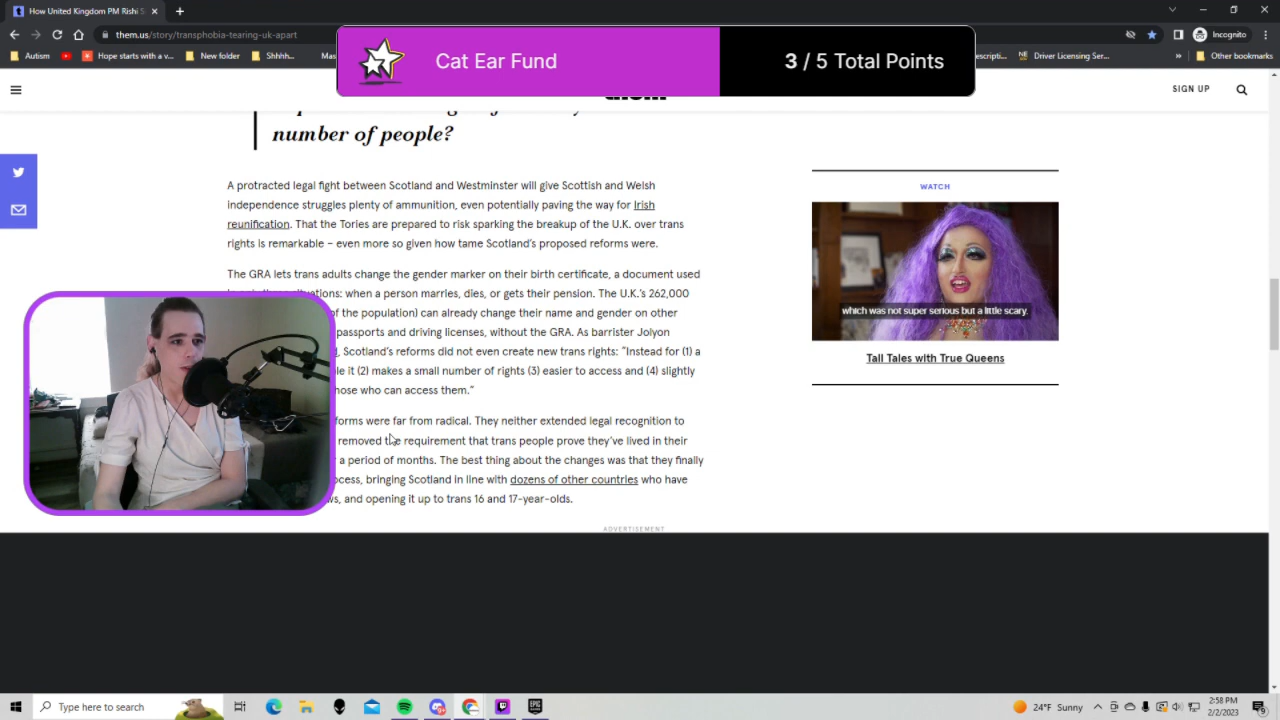 How United Kingdom PM Rishi S
them.us/story/transphobia-tearing-uk-apart
Incognito
Autism
Hope starts with a v...
New folder
Shhhh...
Mas
escripti...
Driver Licensing Ser...
Other bookmarks
Cat Ear Fund
3 / 5 Total Points
SIGN UP
number of people?
A protracted legal fight between Scotland and Westminster will give Scottish and Welsh
independence struggles plenty of ammunition, even potentially paving the way for Irish
reunification. That the Tories are prepared to risk sparking the breakup of the U.K. over trans
rights is remarkable – even more so given how tame Scotland's proposed reforms were.
The GRA lets trans adults change the gender marker on their birth certificate, a document used
ations: when a person marries, dies, or gets their pension. The U.K.'s 262,000
of the population) can already change their name and gender on other
passports and driving licenses, without the GRA. As barrister Jolyon
, Scotland's reforms did not even create new trans rights: "Instead for (1) a
le it (2) makes a small number of rights (3) easier to access and (4) slightly
hose who can access them."
forms were far from radical. They neither extended legal recognition to
removed the requirement that trans people prove they've lived in their
a period of months. The best thing about the changes was that they finally
cess, bringing Scotland in line with dozens of other countries who have
ws, and opening it up to trans 16 and 17-year-olds.
WATCH
which was not super serious but a little scary.
Tall Tales with True Queens
ADVERTISEMENT
Type here to search
24°F Sunny
2:58 PM
2/2/2023